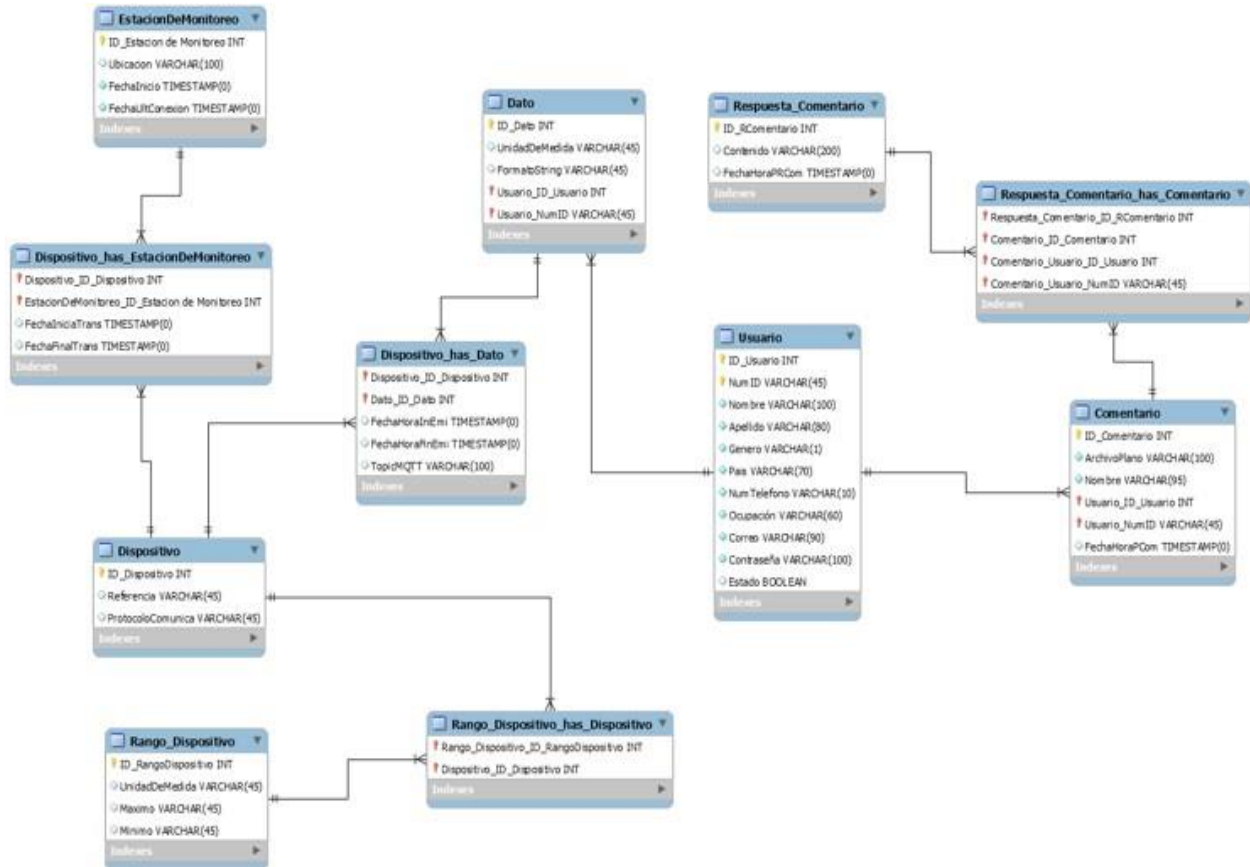 EstacionDeMonitoreo
ID_Estacion de Monitoreo INT
Ubicacion VARCHAR(100)
FechaInicio TIMESTAMP(0)
FechaUltConexion TIMESTAMP(0)
Indexes
Dato
ID_Dato INT
UnidadDeMedida VARCHAR(45)
FormatoString VARCHAR(45)
Usuario_ID_Usuario INT
Usuario_NumID VARCHAR(45)
Indexes
Respuesta_Comentario
ID_RComentario INT
Contenido VARCHAR(200)
FechaHoraPRCom TIMESTAMP(0)
Indexes
Respuesta_Comentario_has_Comentario
Respuesta_Comentario_ID_RComentario INT
Comentario_ID_Comentario INT
Comentario_Usuario_ID_Usuario INT
Comentario_Usuario_NumID VARCHAR(45)
Indexes
Dispositivo_has_EstacionDeMonitoreo
Dispositivo_ID_Dispositivo INT
EstacionDeMonitoreo_ID_Estacion de Monitoreo INT
FechaIniciaTrans TIMESTAMP(0)
FechaFinalTrans TIMESTAMP(0)
Indexes
Dispositivo_has_Dato
Dispositivo_ID_Dispositivo INT
Dato_ID_Dato INT
FechaHoraInEmi TIMESTAMP(0)
FechaHoraFinEmi TIMESTAMP(0)
TopicMQTT VARCHAR(100)
Indexes
Usuario
ID_Usuario INT
NumID VARCHAR(45)
Nombre VARCHAR(100)
Apellido VARCHAR(80)
Genero VARCHAR(1)
Pais VARCHAR(70)
NumTelefono VARCHAR(10)
Ocupación VARCHAR(60)
Correo VARCHAR(90)
Contraseña VARCHAR(100)
Estado BOOLEAN
Indexes
Comentario
ID_Comentario INT
ArchivoPlano VARCHAR(100)
Nombre VARCHAR(95)
Usuario_ID_Usuario INT
Usuario_NumID VARCHAR(45)
FechaHoraPCom TIMESTAMP(0)
Indexes
Dispositivo
ID_Dispositivo INT
Referencia VARCHAR(45)
ProtocoloComunica VARCHAR(45)
Indexes
Rango_Dispositivo
ID_RangoDispositivo INT
UnidadDeMedida VARCHAR(45)
Maximo VARCHAR(45)
Minimo VARCHAR(45)
Indexes
Rango_Dispositivo_has_Dispositivo
Rango_Dispositivo_ID_RangoDispositivo INT
Dispositivo_ID_Dispositivo INT
Indexes